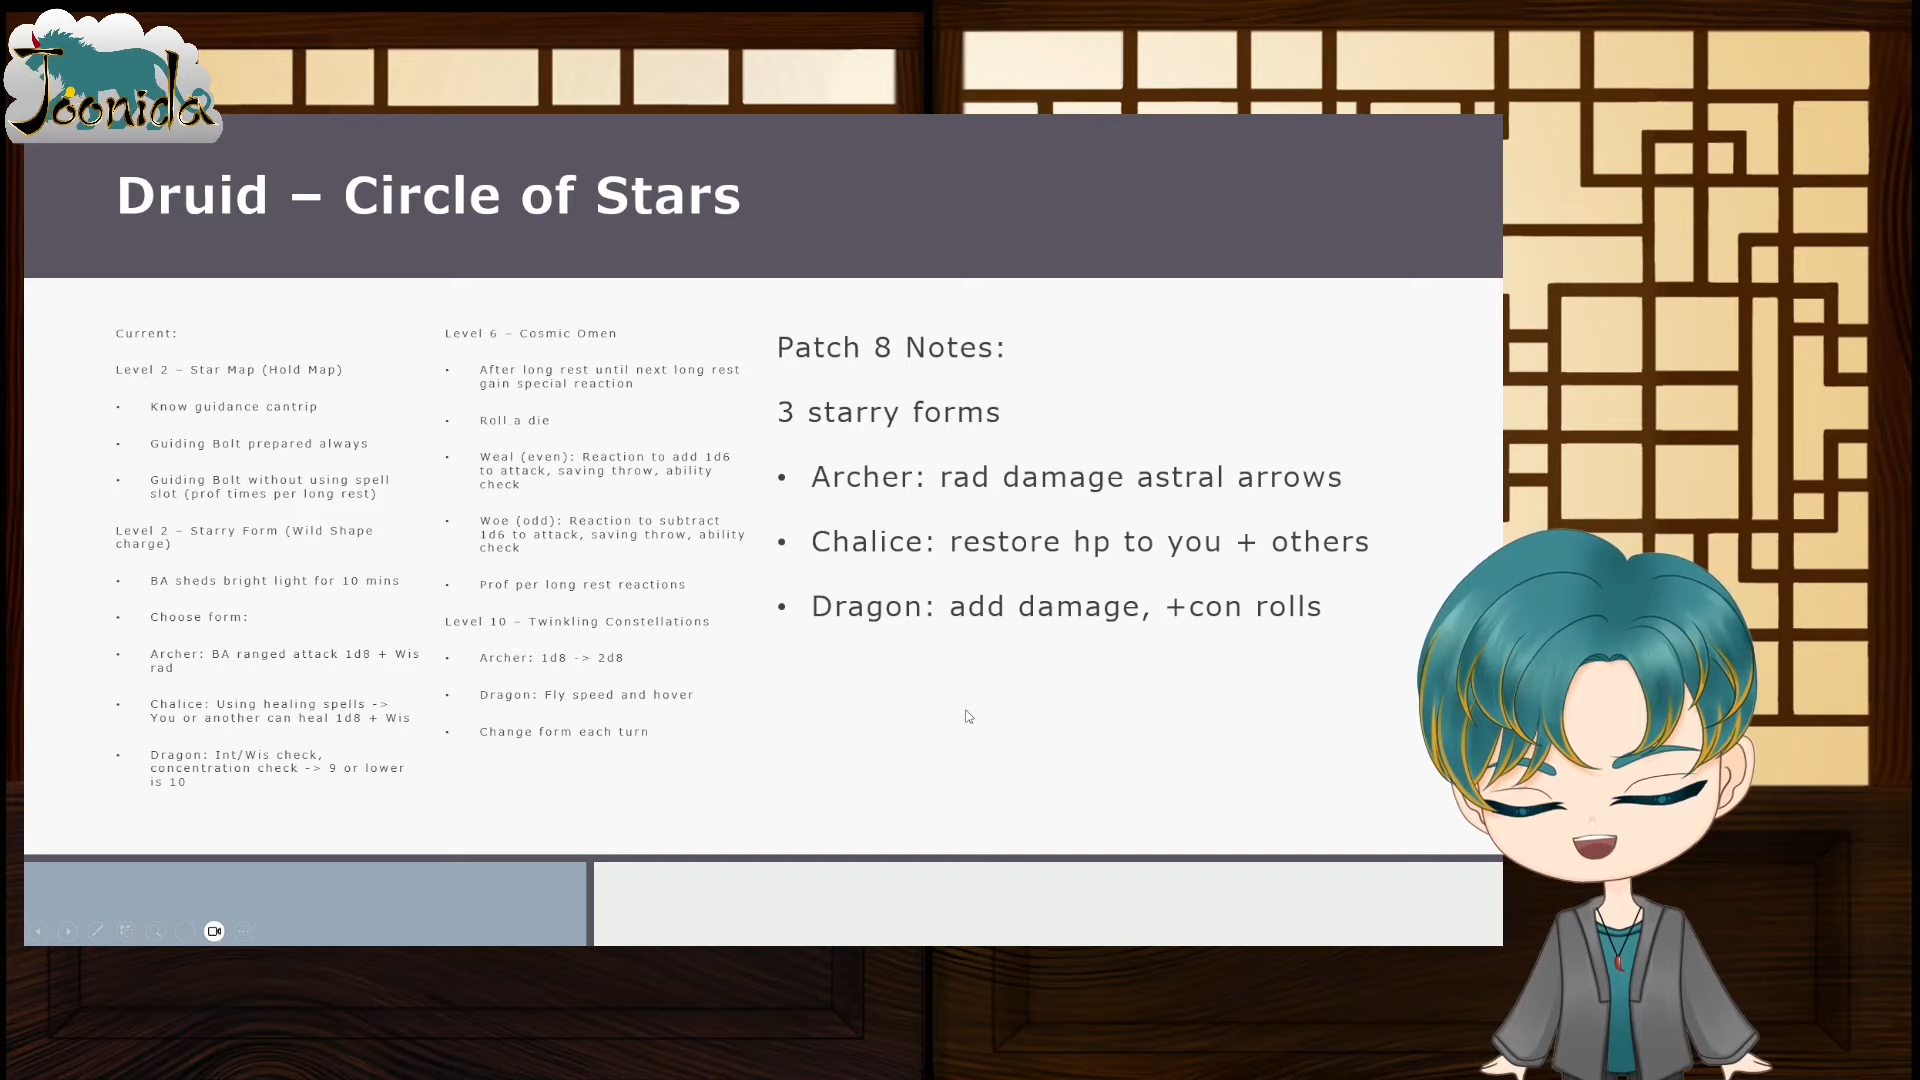 Joonida
Druid – Circle of Stars
Current:
Level 2 – Star Map (Hold Map)
• Know guidance cantrip
• Guiding Bolt prepared always
• Guiding Bolt without using spell
slot (prof times per long rest)
Level 2 – Starry Form (Wild Shape
charge)
• BA sheds bright light for 10 mins
• Choose form:
• Archer: BA ranged attack 1d8 + Wis
rad
• Chalice: Using healing spells ->
You or another can heal 1d8 + Wis
• Dragon: Int/Wis check,
concentration check -> 9 or lower
is 10
Level 6 – Cosmic Omen
• After long rest until next long rest
gain special reaction
• Roll a die
• Weal (even): Reaction to add 1d6
to attack, saving throw, ability
check
• Woe (odd): Reaction to subtract
1d6 to attack, saving throw, ability
check
• Prof per long rest reactions
Level 10 – Twinkling Constellations
• Archer: 1d8 -> 2d8
• Dragon: Fly speed and hover
• Change form each turn
Patch 8 Notes:
3 starry forms
• Archer: rad damage astral arrows
• Chalice: restore hp to you + others
• Dragon: add damage, +con rolls